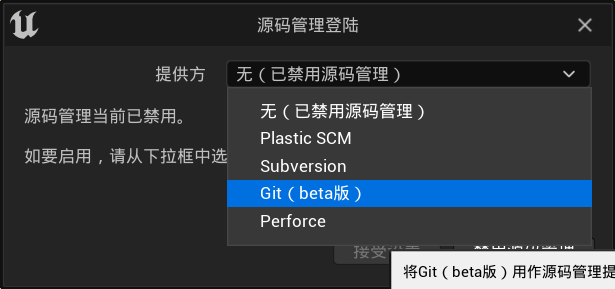 源码管理登陆
提供方
无（已禁用源码管理）
源码管理当前已禁用。
无（已禁用源码管理）
Plastic SCM
如要启用，请从下拉框中选
Subversion
Git（beta版）
Perforce
接受
将Git（beta版）用作源码管理提